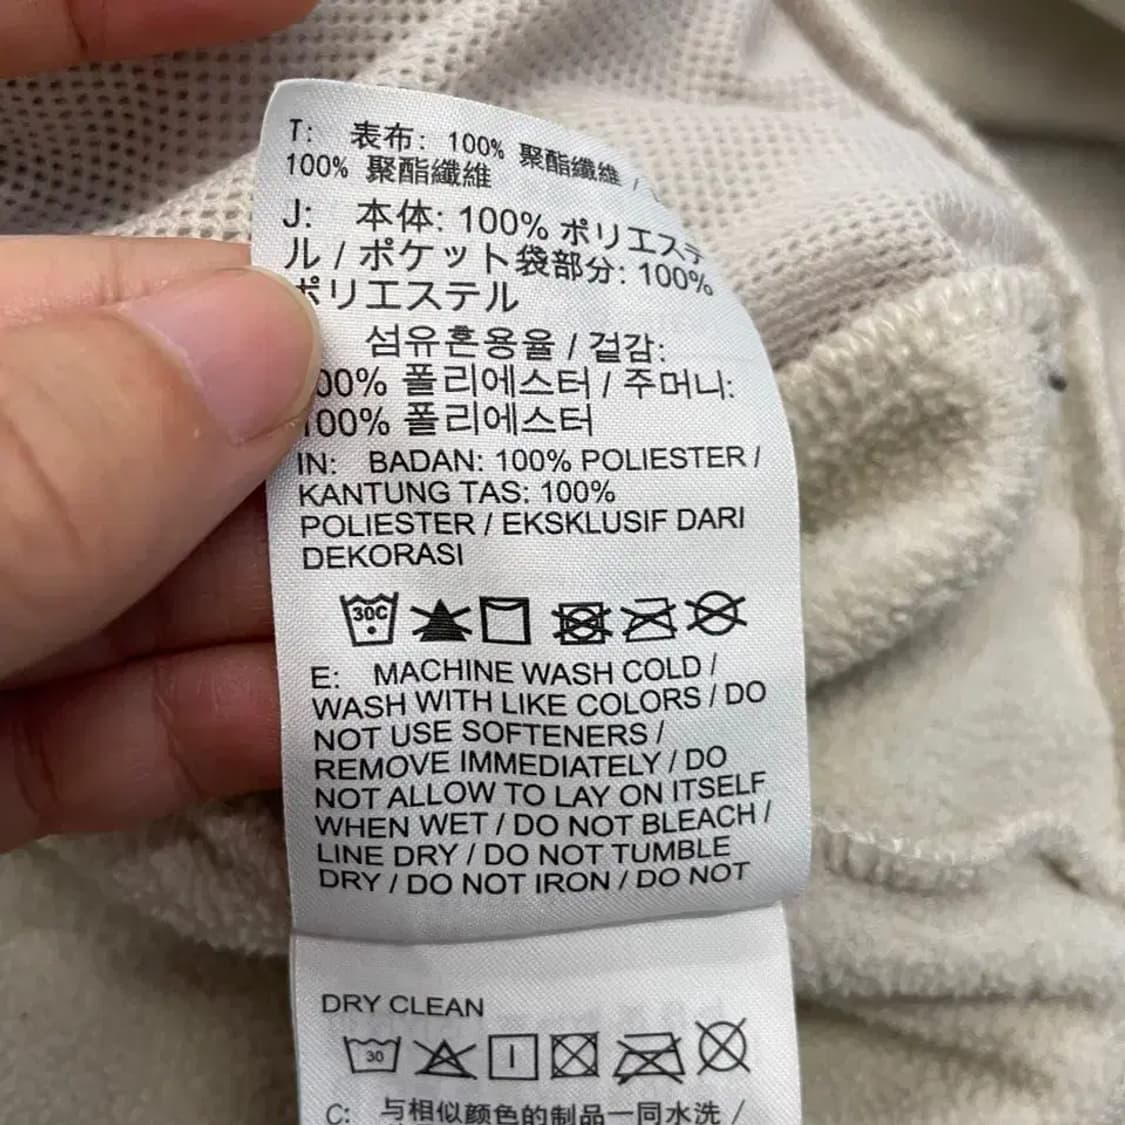 T: 表布: 100% 聚酯纖維 /
100% 聚酯纖維
J: 本体: 100% ポリエステ
ル / ポケット袋部分: 100%
ポリエステル
섬유혼용율 / 겉감:
00% 폴리에스터 / 주머니:
100% 폴리에스터
IN: BADAN: 100% POLIESTER /
KANTUNG TAS: 100%
POLIESTER / EKSKLUSIF DARI
DEKORASI
30C
E: MACHINE WASH COLD /
WASH WITH LIKE COLORS / DO
NOT USE SOFTENERS /
REMOVE IMMEDIATELY / DO
NOT ALLOW TO LAY ON ITSELF
WHEN WET / DO NOT BLEACH /
LINE DRY / DO NOT TUMBLE
DRY / DO NOT IRON / DO NOT
DRY CLEAN
30
C: 与相似颜色的制品一同水洗 /